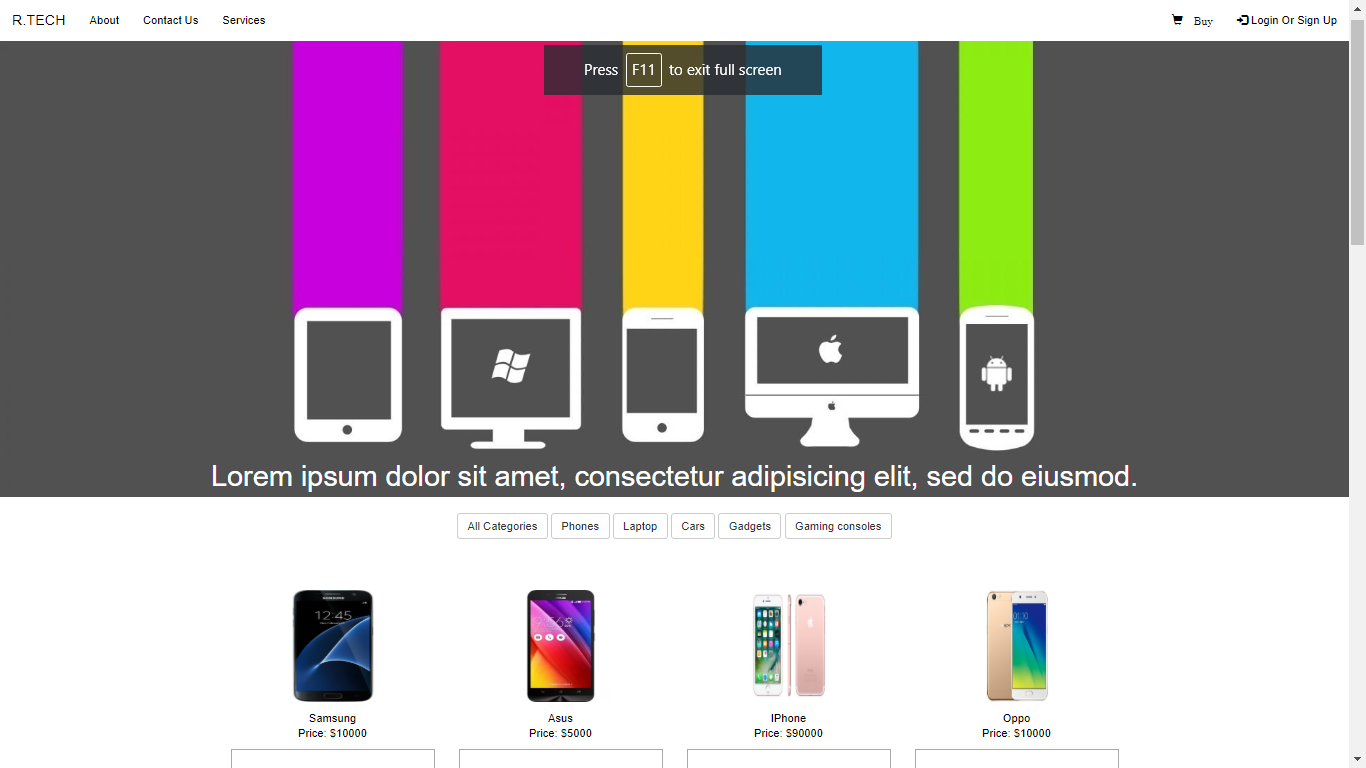 R.TECH About Contact Us Services Buy Login Or Sign Up
Press F11 to exit full screen
Lorem ipsum dolor sit amet, consectetur adipisicing elit, sed do eiusmod.
All Categories Phones Laptop Cars Gadgets Gaming consoles
12:45
Samsung
Price: $10000
Asus
Price: $5000
IPhone
Price: $90000
Oppo
Price: $10000